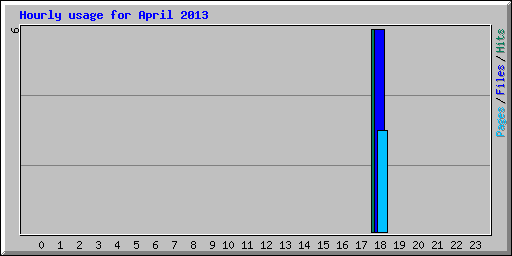 Hourly usage for April 2013
6
Pages/Files/Hits
0 1 2 3 4 5 6 7 8 9 10 11 12 13 14 15 16 17 18 19 20 21 22 23